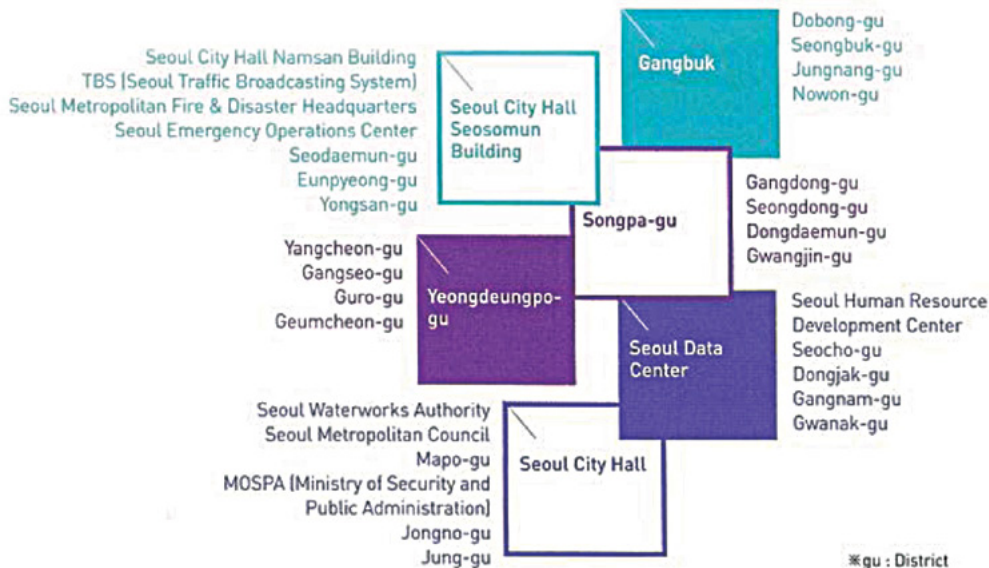 Seoul City Hall Namsan Building
TBS (Seoul Traffic Broadcasting System)
Seoul Metropolitan Fire & Disaster Headquarters
Seoul Emergency Operations Center
Seodaemun-gu
Eunpyeong-gu
Yongsan-gu
Seoul City Hall
Seosomun
Building
Gangbuk
Dobong-gu
Seongbuk-gu
Jungnang-gu
Nowon-gu
Songpa-gu
Gangdong-gu
Seongdong-gu
Dongdaemun-gu
Gwangjin-gu
Yangcheon-gu
Gangseo-gu
Guro-gu
Geumcheon-gu
Yeongdeungpo-
gu
Seoul Data
Center
Seoul Human Resource
Development Center
Seocho-gu
Dongjak-gu
Gangnam-gu
Gwanak-gu
Seoul Waterworks Authority
Seoul Metropolitan Council
Mapo-gu
MOSPA (Ministry of Security and
Public Administration)
Jongno-gu
Jung-gu
Seoul City Hall
※gu : District